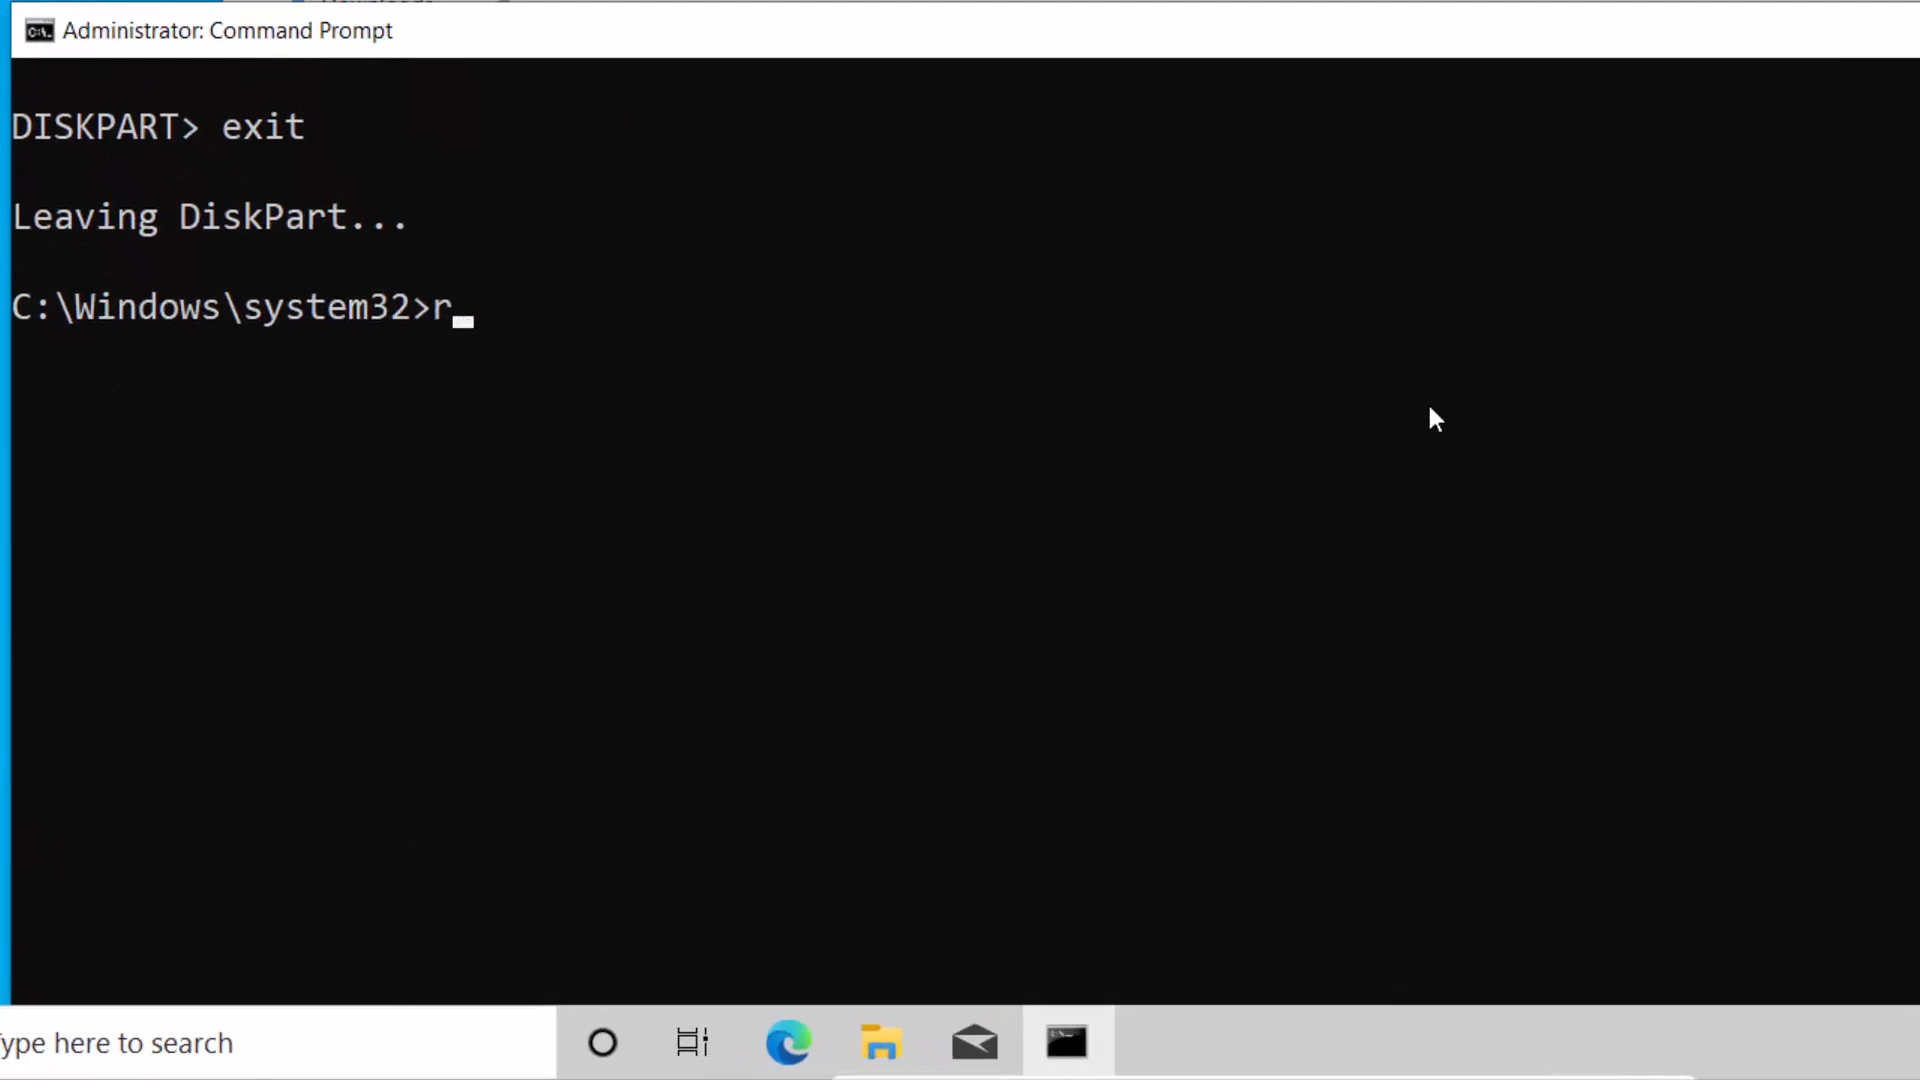 Administrator: Command Prompt
DISKPART> exit
Leaving DiskPart...
C:\Windows\system32>r
ype here to search